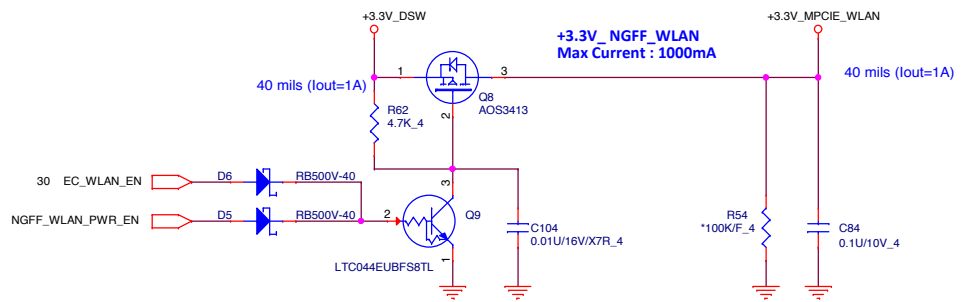 +3.3V_DSW
+3.3V_MPCIE_WLAN
+3.3V_ NGFF_WLAN
Max Current : 1000mA
40 mils (Iout=1A)
1
3
40 mils (Iout=1A)
Q8
AOS3413
R62
4.7K_4
2
30 EC_WLAN_EN
D6
RB500V-40
3
NGFF_WLAN_PWR_EN
D5
RB500V-40
2
Q9
C104
0.01U/16V/X7R_4
R54
*100K/F_4
C84
0.1U/10V_4
LTC044EUBFS8TL
1